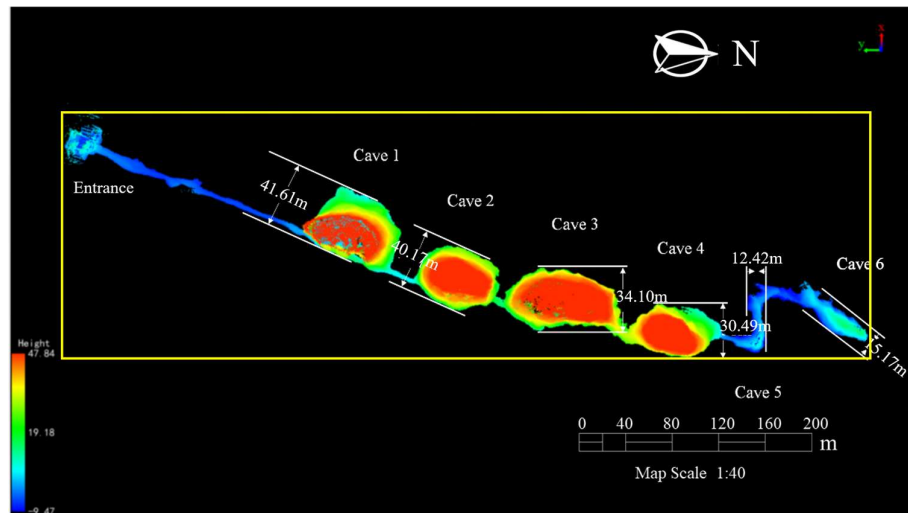 N
x
y
Cave 1
Entrance
41.61m
Cave 2
40.17m
Cave 3
34.10m
Cave 4
30.49m
12.42m
Cave 6
15.17m
Cave 5
Height
47.84
19.18
-9.47
0 40 80 120 160 200
m
Map Scale 1:40